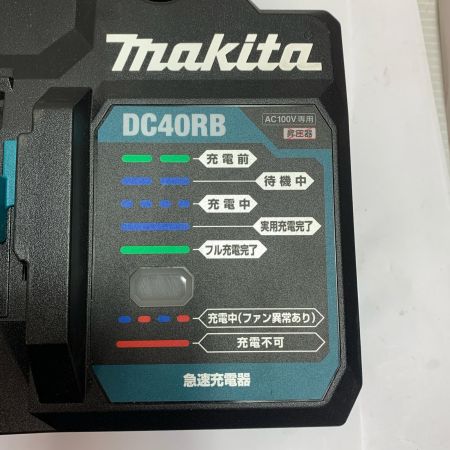 makita
DC40RB
AC100V専用
昇圧器
充電前
待機中
充電中
実用充電完了
フル充電完了
充電中(ファン異常あり)
充電不可
急速充電器